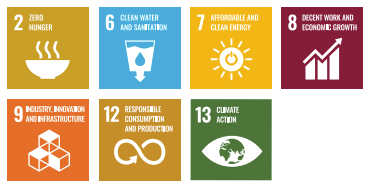 2 ZERO
HUNGER
6 CLEAN WATER
AND SANITATION
7 AFFORDABLE AND
CLEAN ENERGY
8 DECENT WORK AND
ECONOMIC GROWTH
9 INDUSTRY, INNOVATION
AND INFRASTRUCTURE
12 RESPONSIBLE
CONSUMPTION
AND PRODUCTION
13 CLIMATE
ACTION